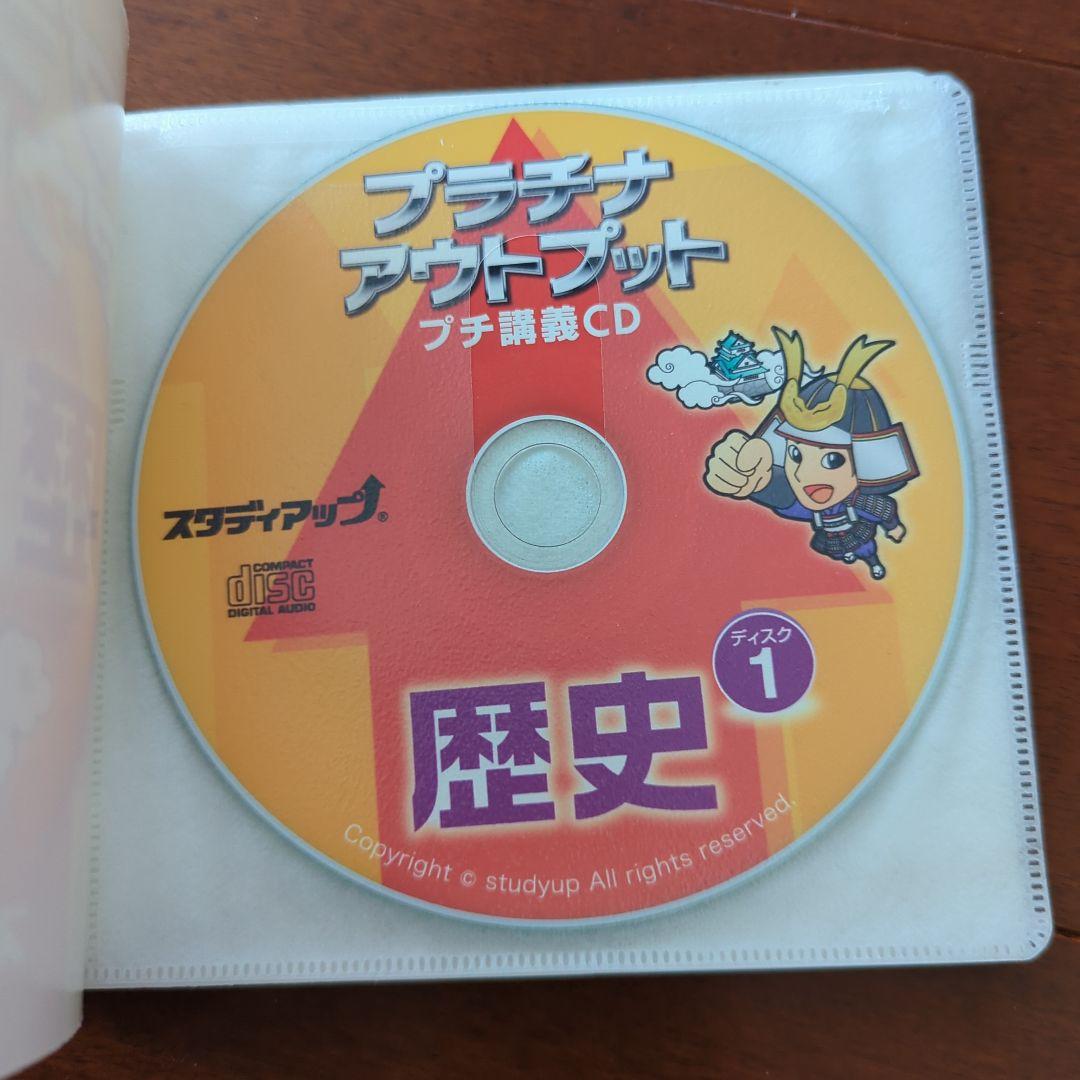 プラチナ
アウトプット
プチ講義CD
スタディアップ®
COMPACT
disc
DIGITAL AUDIO
ディスク
1
歴史
Copyright © studyup All rights reserved.